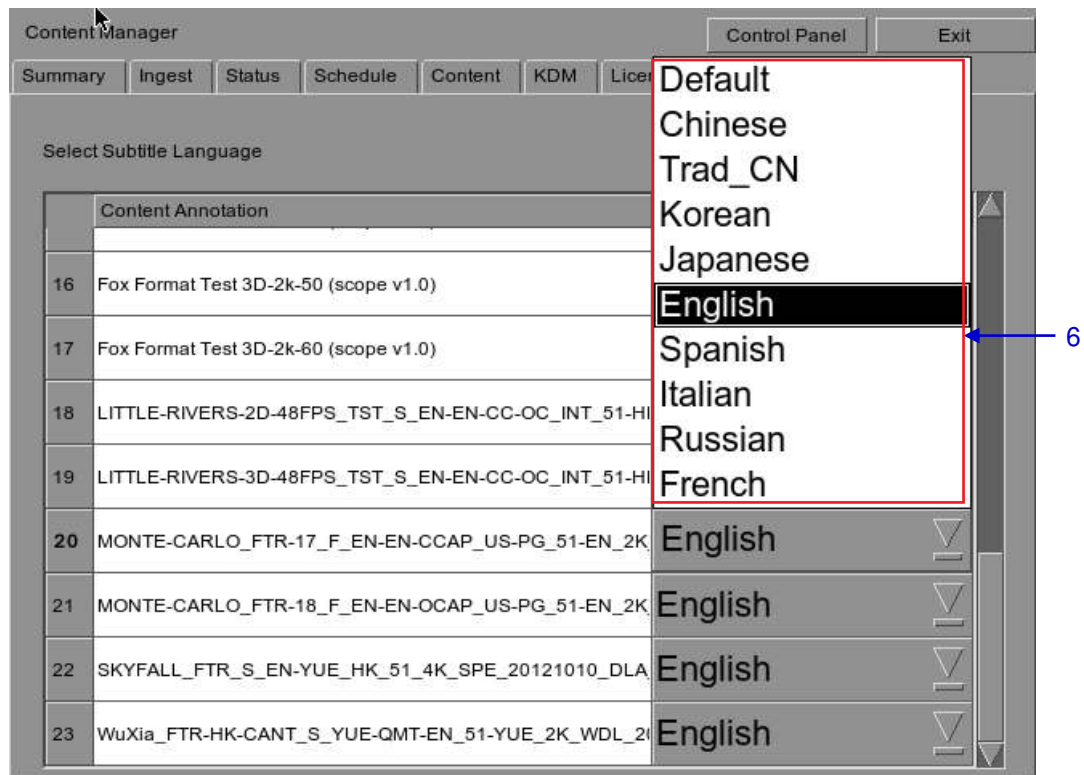 Content Manager
Control Panel
Exit
Summary
Ingest
Status
Schedule
Content
KDM
Select Subtitle Language
Content Annotation
Default
Chinese
Trad_CN
Korean
Japanese
English
Spanish
Italian
Russian
French
6
16 Fox Format Test 3D-2k-50 (scope v1.0)
17 Fox Format Test 3D-2k-60 (scope v1.0)
18 LITTLE-RIVERS-2D-48FPS_TST_S_EN-EN-CC-OC_INT_51-HI
19 LITTLE-RIVERS-3D-48FPS_TST_S_EN-EN-CC-OC_INT_51-HI
20 MONTE-CARLO_FTR-17_F_EN-EN-CCAP_US-PG_51-EN_2K_ English
21 MONTE-CARLO_FTR-18_F_EN-EN-OCAP_US-PG_51-EN_2K_ English
22 SKYFALL_FTR_S_EN-YUE_HK_51_4K_SPE_20121010_DLA_ English
23 WuXia_FTR-HK-CANT_S_YUE-QMT-EN_51-YUE_2K_WDL_20 English